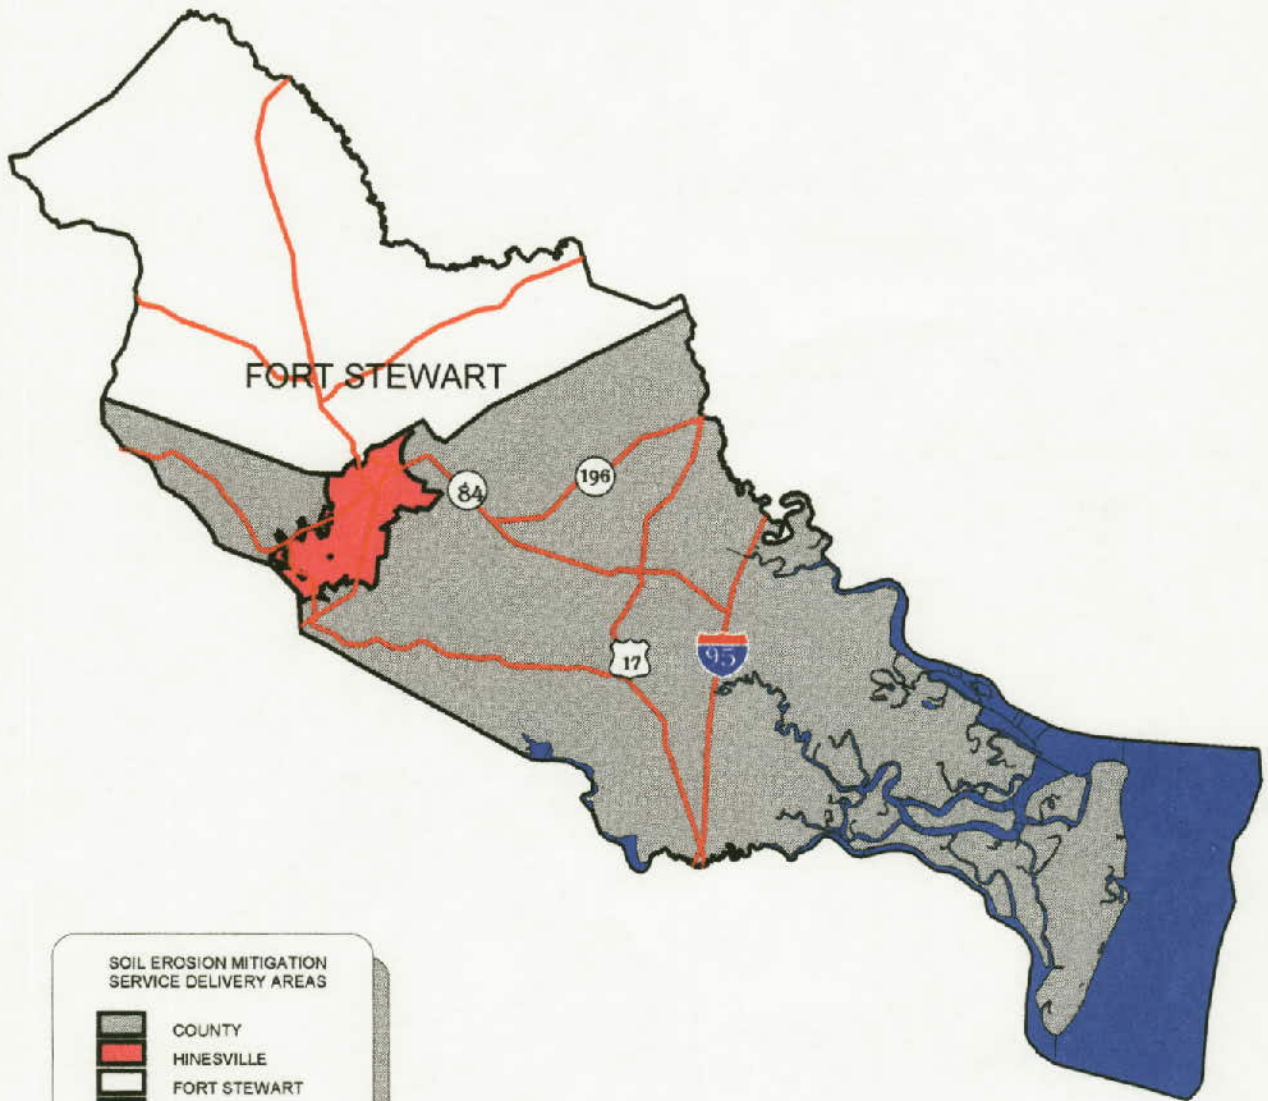 FORT STEWART
84
196
17
95
SOIL EROSION MITIGATION
SERVICE DELIVERY AREAS
COUNTY
HINESVILLE
FORT STEWART